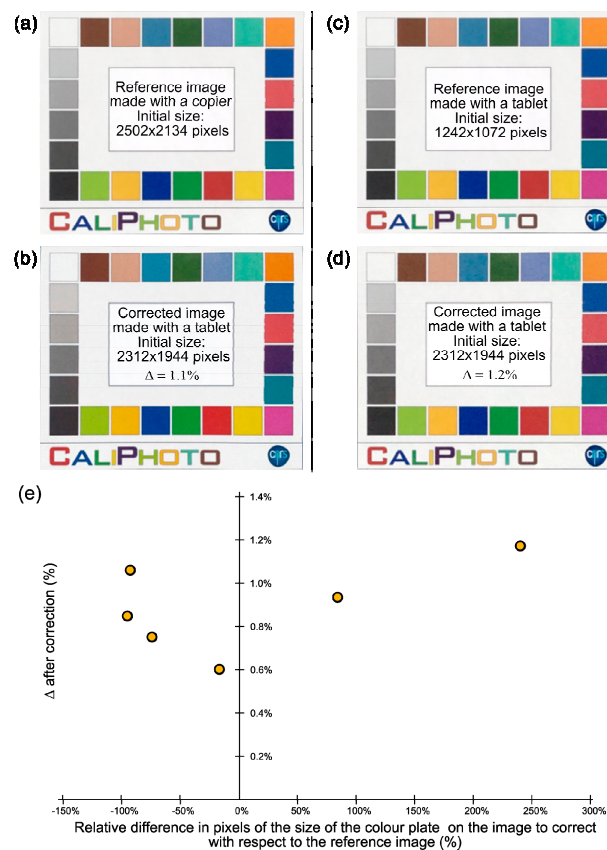 (a)
Reference image
made with a copier
Initial size:
2502x2134 pixels
CALIPHOTO
cnrs
(c)
Reference image
made with a tablet
Initial size:
1242x1072 pixels
CALIPHOTO
cnrs
(b)
Corrected image
made with a tablet
Initial size:
2312x1944 pixels
Δ = 1.1%
CALIPHOTO
cnrs
(d)
Corrected image
made with a tablet
Initial size:
2312x1944 pixels
Δ = 1.2%
CALIPHOTO
cnrs
(e)
Δ after correction (%)
1.4%
1.2%
1.0%
0.8%
0.6%
0.4%
0.2%
-150% -100% -50% 0% 50% 100% 150% 200% 250% 300%
Relative difference in pixels of the size of the colour plate on the image to correct
with respect to the reference image (%)